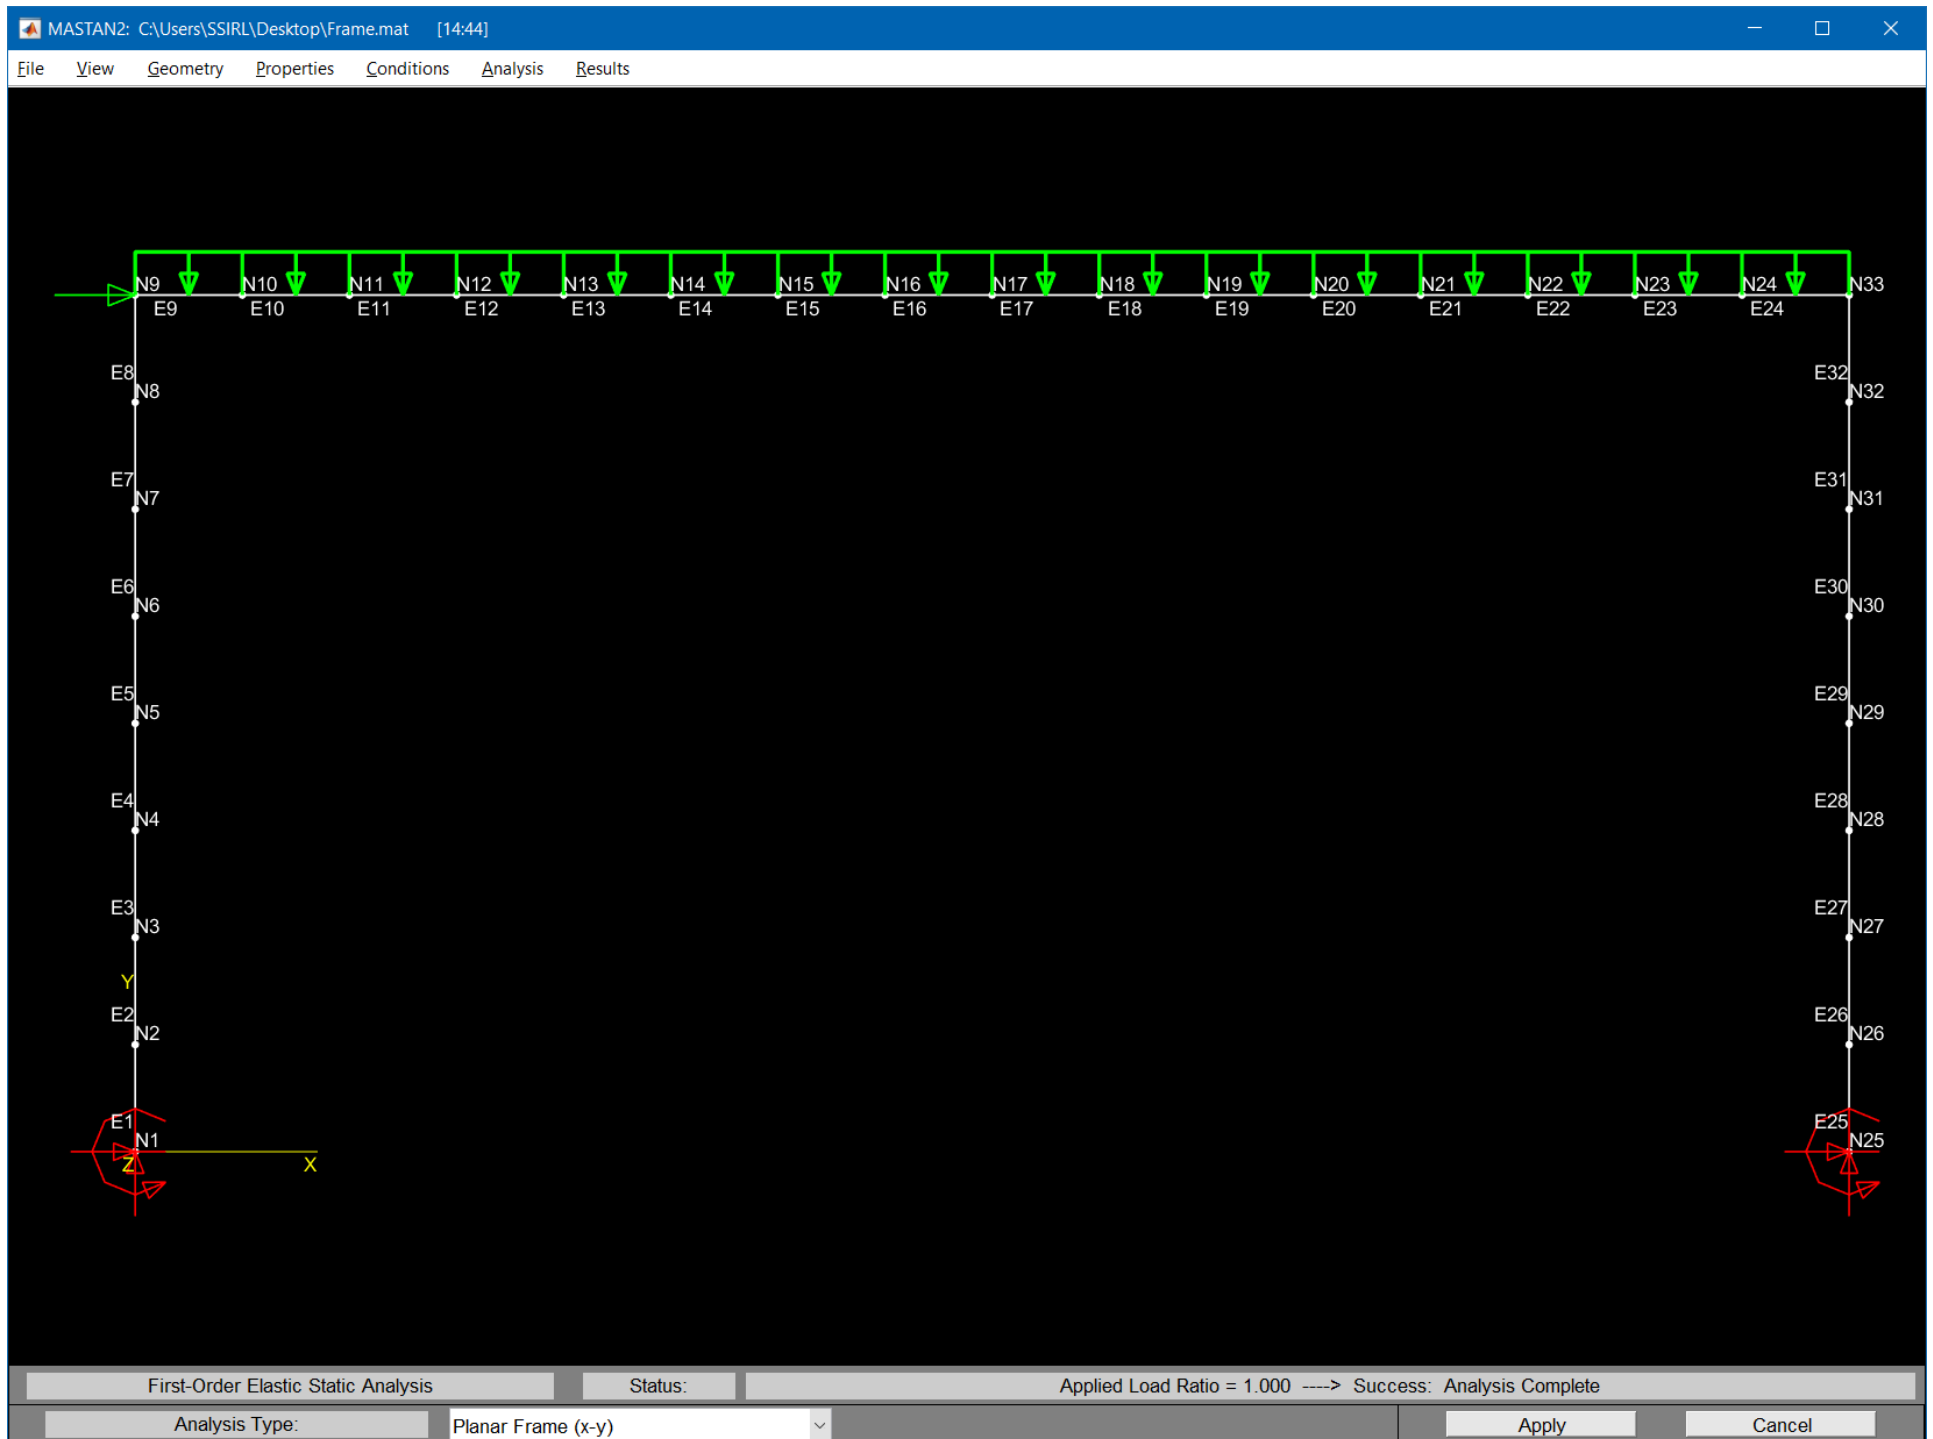 MASTAN2: C:\Users\SSIRL\Desktop\Frame.mat [14:44]
File View Geometry Properties Conditions Analysis Results
N9 N10 N11 N12 N13 N14 N15 N16 N17 N18 N19 N20 N21 N22 N23 N24 N33
E9 E10 E11 E12 E13 E14 E15 E16 E17 E18 E19 E20 E21 E22 E23 E24
E8 E32
N8 N32
E7 E31
N7 N31
E6 E30
N6 N30
E5 E29
N5 N29
E4 E28
N4 N28
E3 E27
N3 N27
Y
E2 E26
N2 N26
E1 E25
N1 N25
Z X
First-Order Elastic Static Analysis Status: Applied Load Ratio = 1.000 ----> Success: Analysis Complete
Analysis Type: Planar Frame (x-y) Apply Cancel